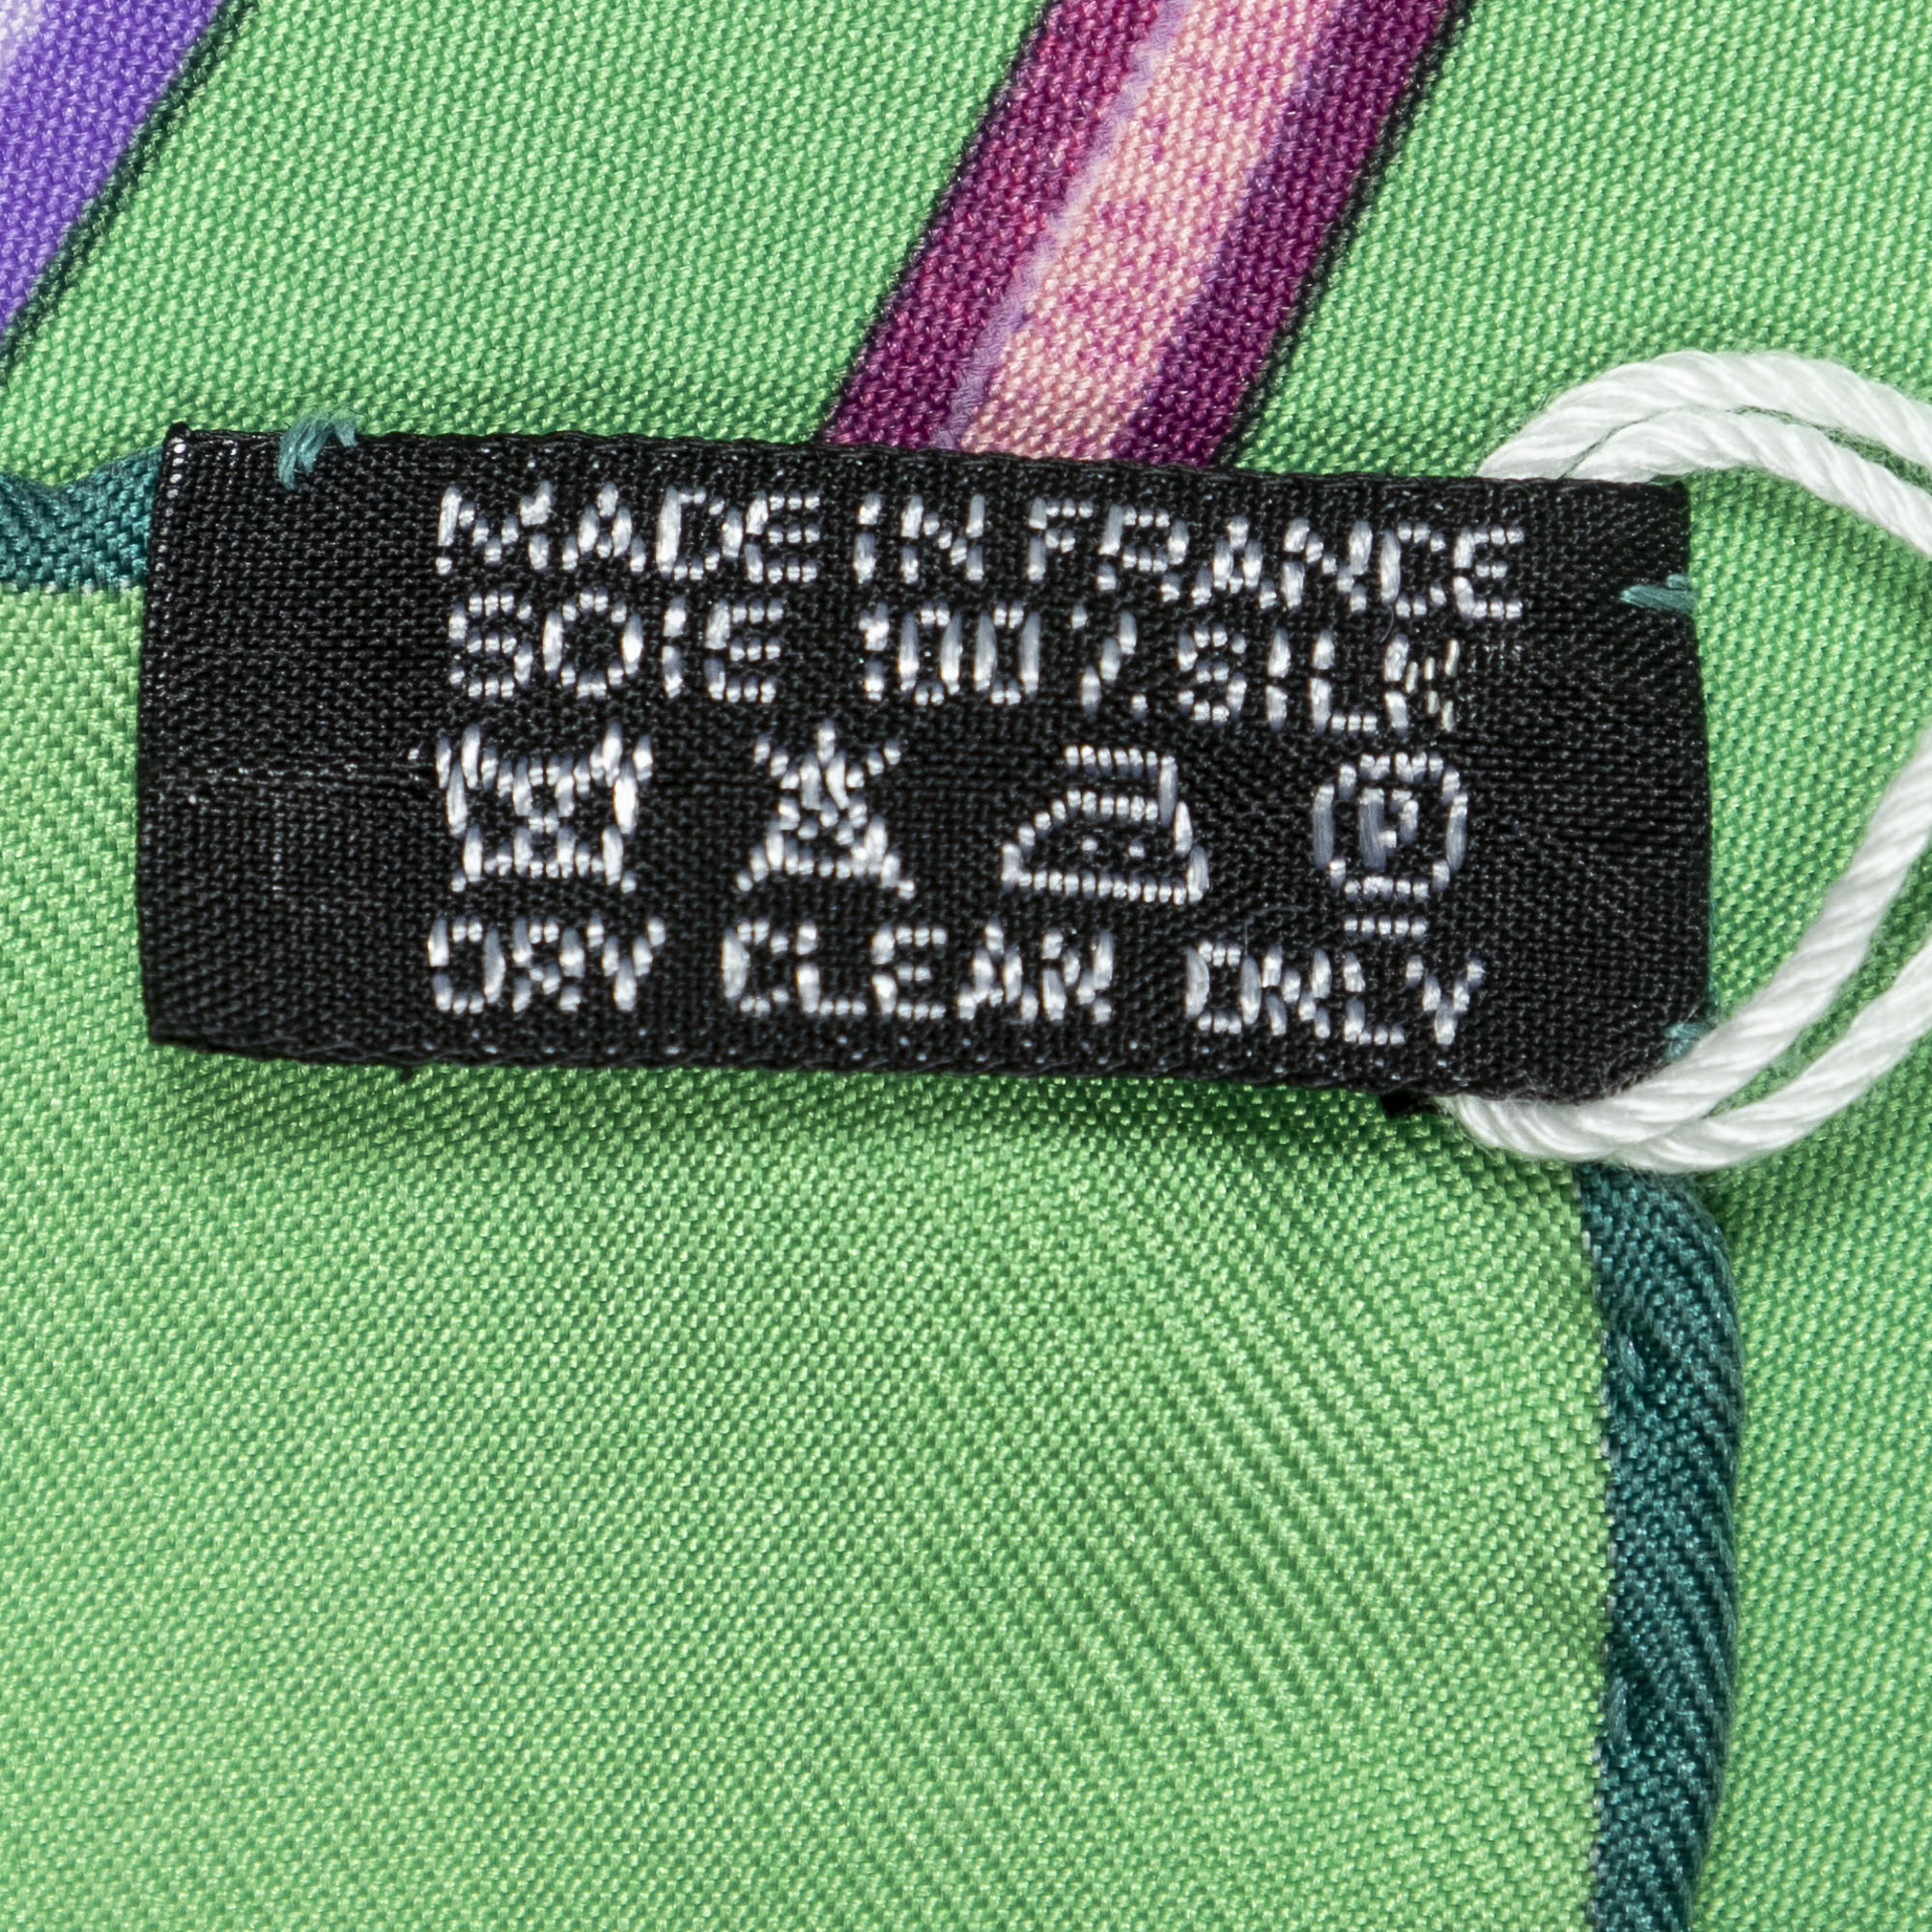 MADE IN FRANCE
SOIE 100% SILK
P
DRY CLEAN ONLY